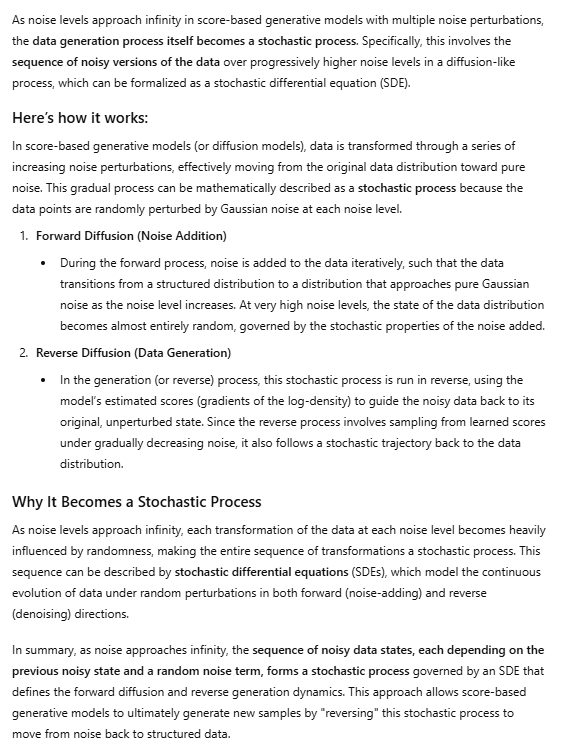 As noise levels approach infinity in score-based generative models with multiple noise perturbations,
the data generation process itself becomes a stochastic process. Specifically, this involves the
sequence of noisy versions of the data over progressively higher noise levels in a diffusion-like
process, which can be formalized as a stochastic differential equation (SDE).
Here's how it works:
In score-based generative models (or diffusion models), data is transformed through a series of
increasing noise perturbations, effectively moving from the original data distribution toward pure
noise. This gradual process can be mathematically described as a stochastic process because the
data points are randomly perturbed by Gaussian noise at each noise level.
1. Forward Diffusion (Noise Addition)
• During the forward process, noise is added to the data iteratively, such that the data
transitions from a structured distribution to a distribution that approaches pure Gaussian
noise as the noise level increases. At very high noise levels, the state of the data distribution
becomes almost entirely random, governed by the stochastic properties of the noise added.
2. Reverse Diffusion (Data Generation)
• In the generation (or reverse) process, this stochastic process is run in reverse, using the
model's estimated scores (gradients of the log-density) to guide the noisy data back to its
original, unperturbed state. Since the reverse process involves sampling from learned scores
under gradually decreasing noise, it also follows a stochastic trajectory back to the data
distribution.
Why It Becomes a Stochastic Process
As noise levels approach infinity, each transformation of the data at each noise level becomes heavily
influenced by randomness, making the entire sequence of transformations a stochastic process. This
sequence can be described by stochastic differential equations (SDEs), which model the continuous
evolution of data under random perturbations in both forward (noise-adding) and reverse
(denoising) directions.
In summary, as noise approaches infinity, the sequence of noisy data states, each depending on the
previous noisy state and a random noise term, forms a stochastic process governed by an SDE that
defines the forward diffusion and reverse generation dynamics. This approach allows score-based
generative models to ultimately generate new samples by "reversing" this stochastic process to
move from noise back to structured data.